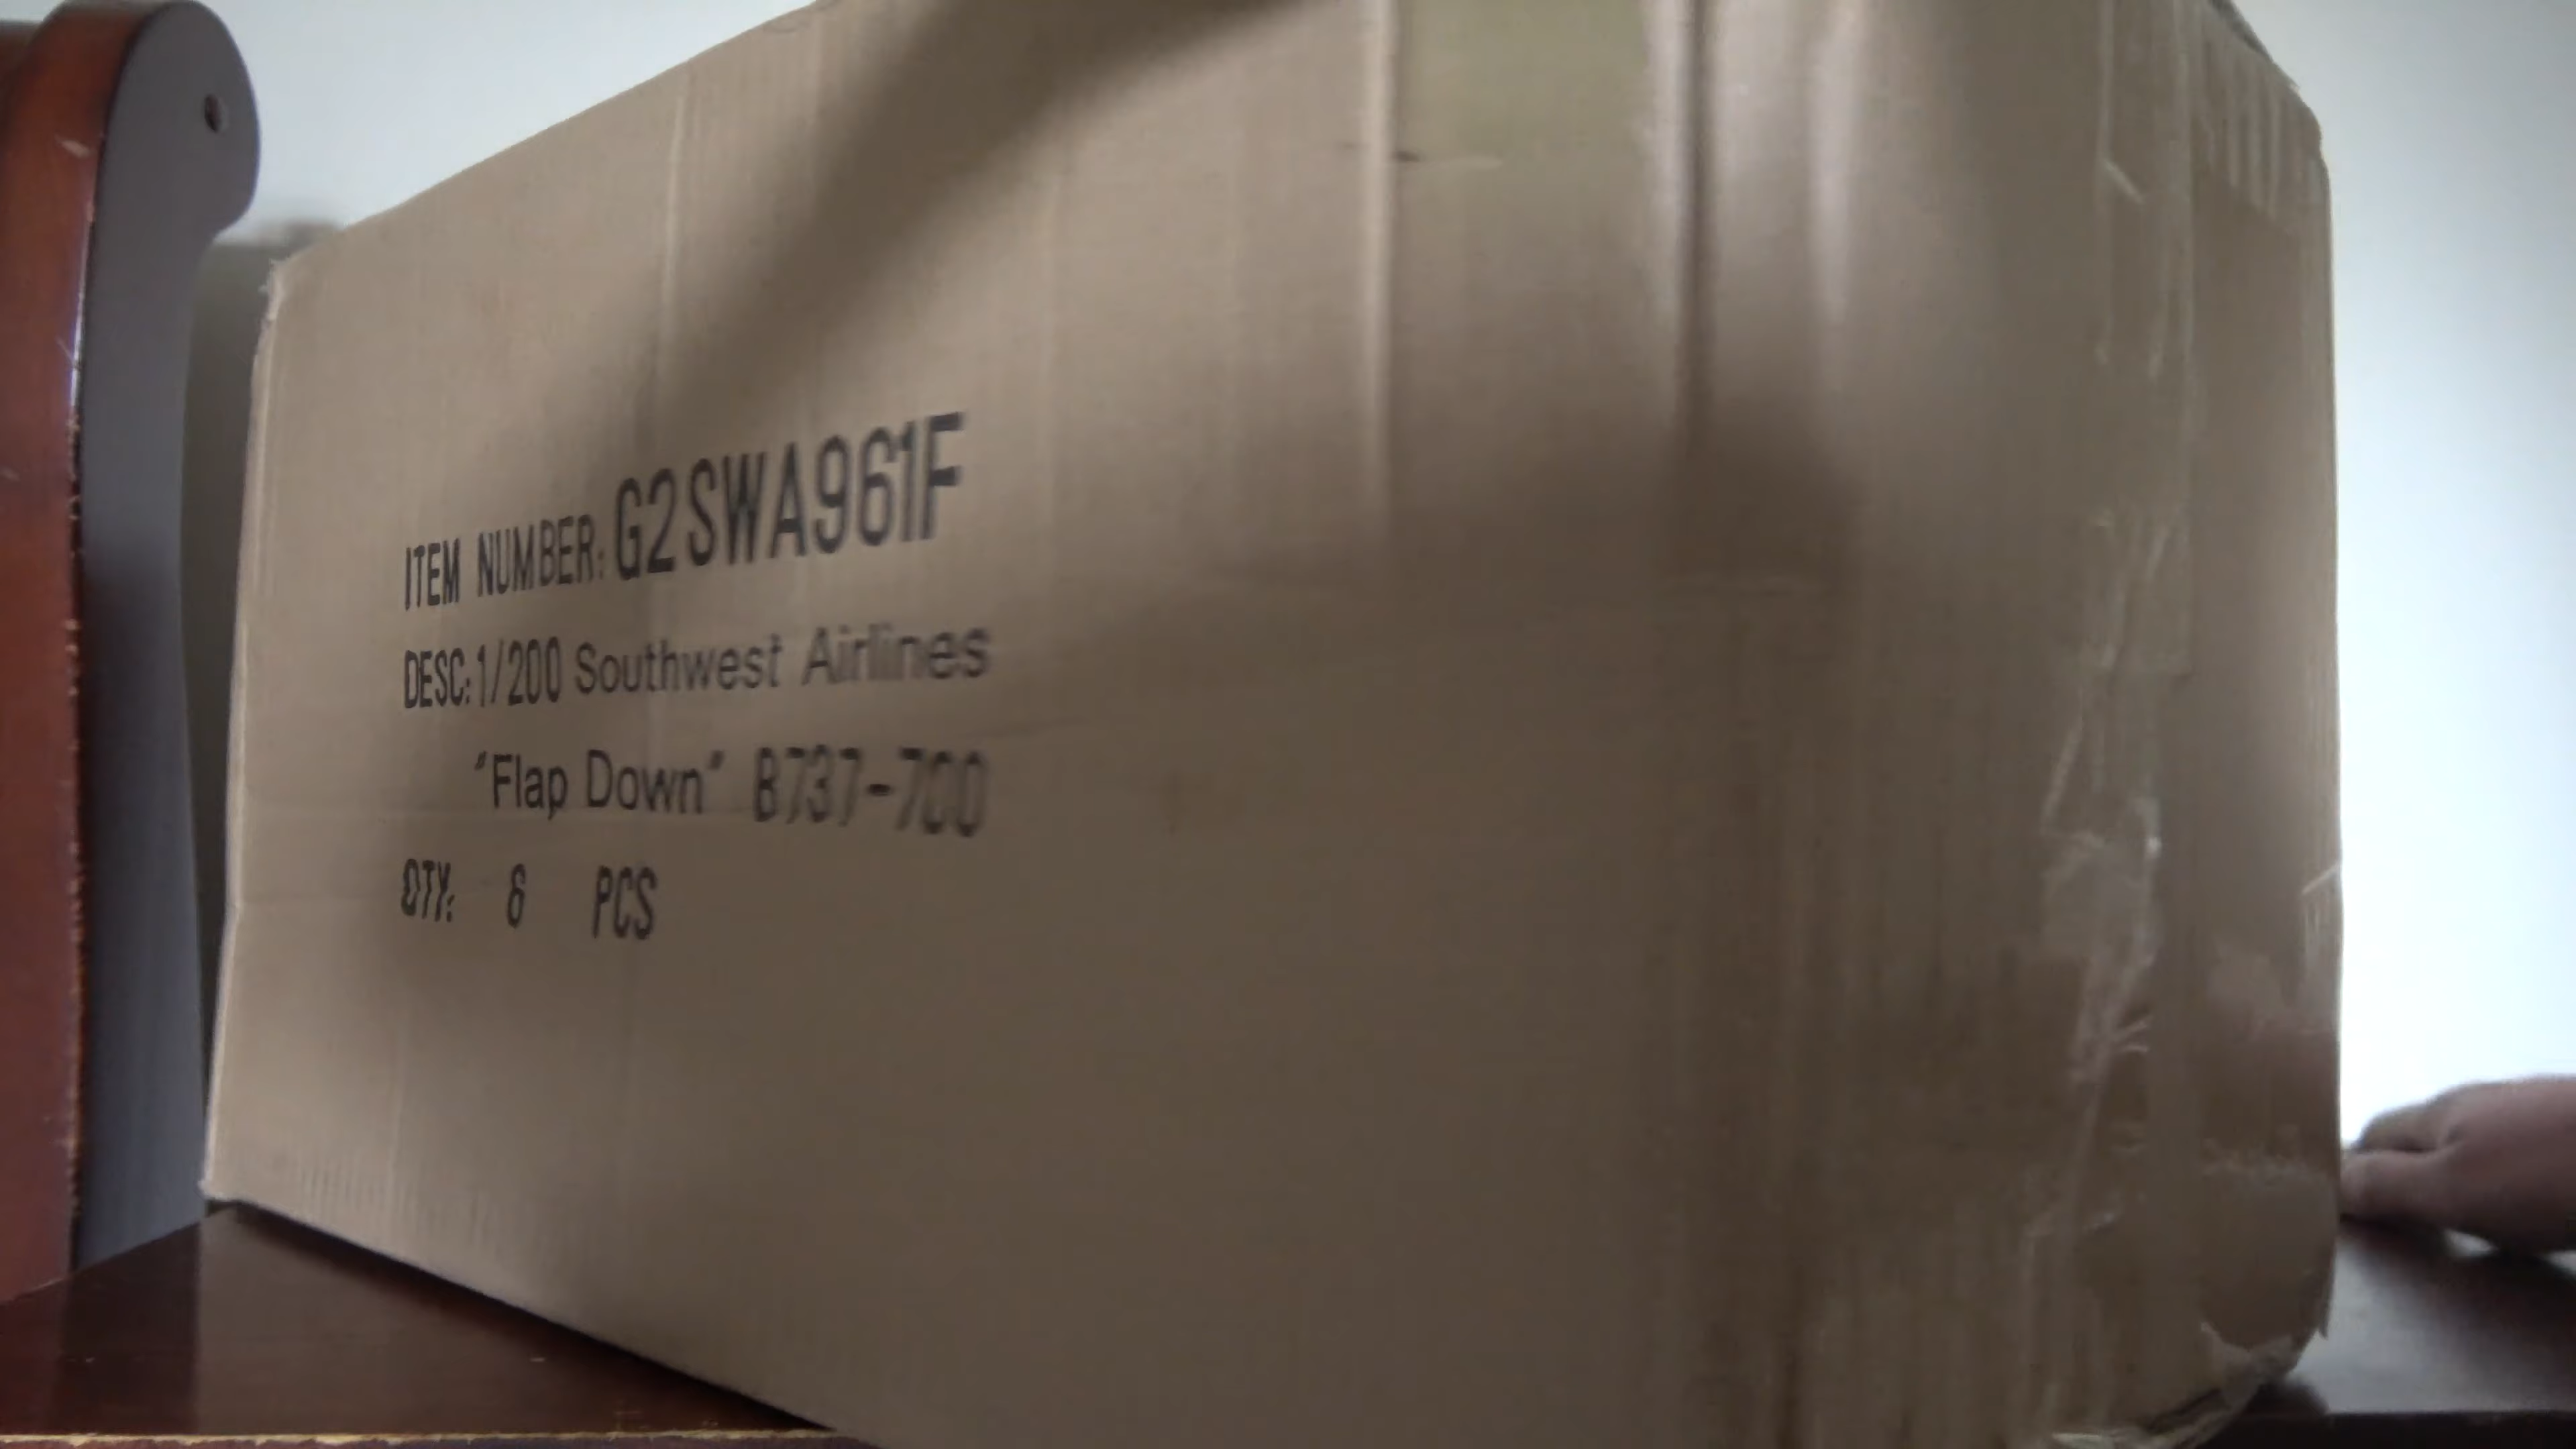 ITEM NUMBER: G2SWA961F
DESC: 1/200 Southwest Airlines
"Flap Down" B737-700
QTY: 6 PCS